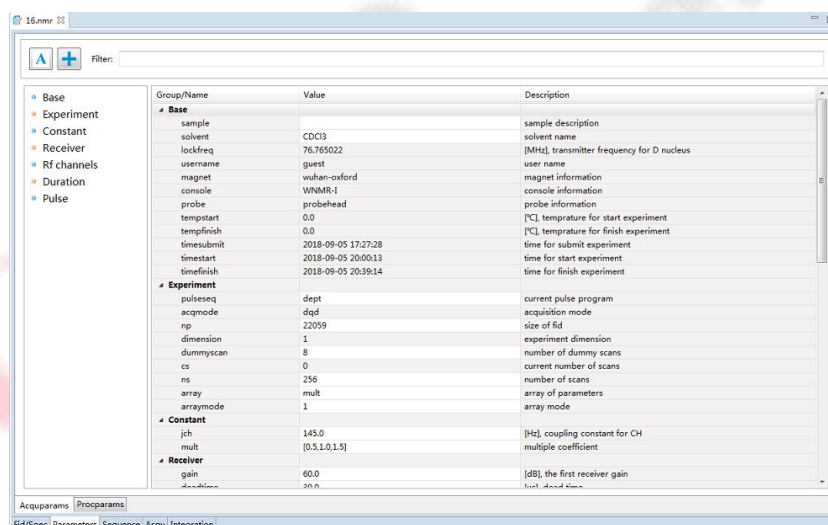 16.nmr
A
Filter:
Base
Experiment
Constant
Receiver
Rf channels
Duration
Pulse
Group/Name Value Description
Base
sample sample description
solvent CDCl3 solvent name
lockfreq 76.765022 [MHz], transmitter frequency for D nucleus
username guest user name
magnet wuhan-oxford magnet information
console WNMR-I console information
probe probehead probe information
tempstart 0.0 [℃], temprature for start experiment
tempfinish 0.0 [℃], temprature for finish experiment
timesubmit 2018-09-05 17:27:28 time for submit experiment
timestart 2018-09-05 20:00:13 time for start experiment
timefinish 2018-09-05 20:39:14 time for finish experiment
Experiment
pulseseq dept current pulse program
acqmode dqd acquisition mode
np 22059 size of fid
dimension 1 experiment dimension
dummyscan 8 number of dummy scans
cs 0 current number of scans
ns 256 number of scans
array mult array of parameters
arraymode 1 array mode
Constant
jch 145.0 [Hz], coupling constant for CH
mult [0.5,1.0,1.5] multiple coefficient
Receiver
gain 60.0 [dB], the first receiver gain
deadtime 20.0 [us], dead time
Acquparams Procparams
Fid/Spec Parameters Sequence Acqu Integration